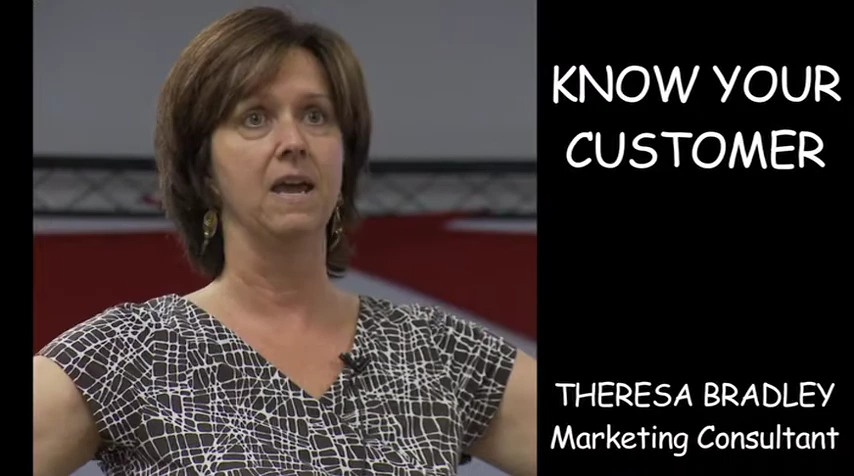 KNOW YOUR
CUSTOMER
THERESA BRADLEY
Marketing Consultant